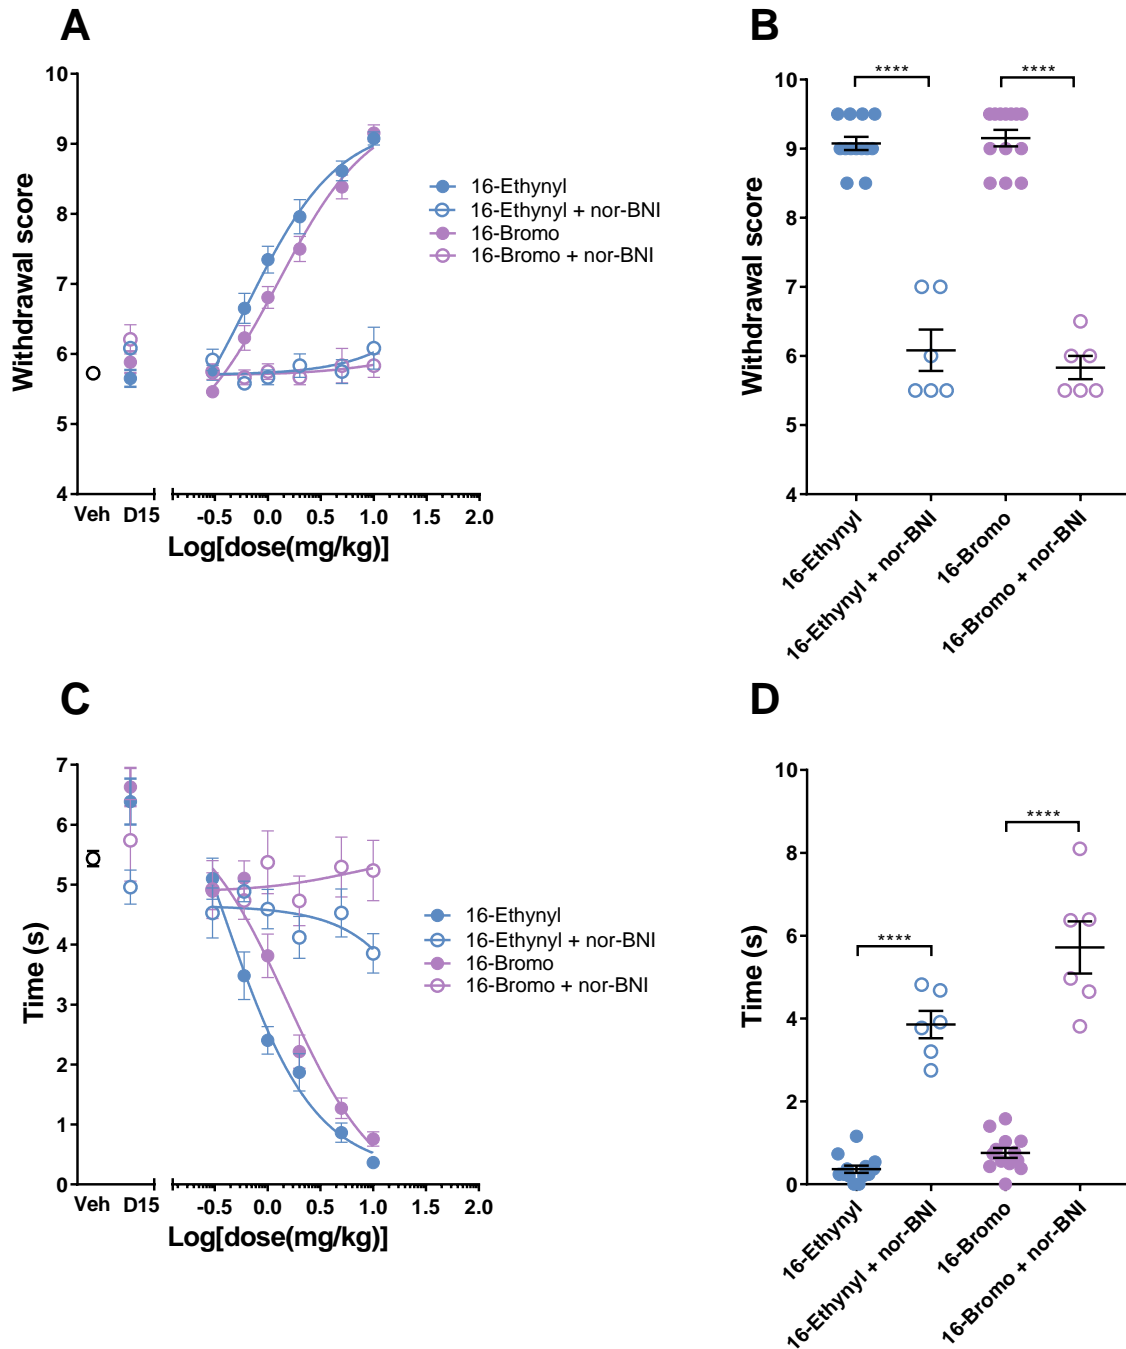 A
Withdrawal score
10
9
8
7
6
5
4
Veh D15
-0.5 0.0 0.5 1.0 1.5 2.0
Log[dose(mg/kg)]
16-Ethynyl
16-Ethynyl + nor-BNI
16-Bromo
16-Bromo + nor-BNI
B
Withdrawal score
10
9
8
7
6
5
4
**** ****
16-Ethynyl
16-Ethynyl + nor-BNI
16-Bromo
16-Bromo + nor-BNI
C
Time (s)
7
6
5
4
3
2
1
0
Veh D15
-0.5 0.0 0.5 1.0 1.5 2.0
Log[dose(mg/kg)]
16-Ethynyl
16-Ethynyl + nor-BNI
16-Bromo
16-Bromo + nor-BNI
D
Time (s)
10
8
6
4
2
0
****
****
16-Ethynyl
16-Ethynyl + nor-BNI
16-Bromo
16-Bromo + nor-BNI